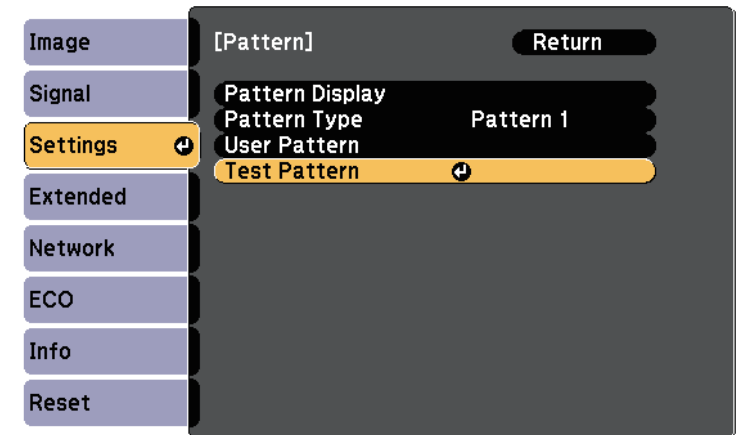 Image
Signal
Settings
Extended
Network
ECO
Info
Reset
[Pattern] Return
Pattern Display
Pattern Type Pattern 1
User Pattern
Test Pattern